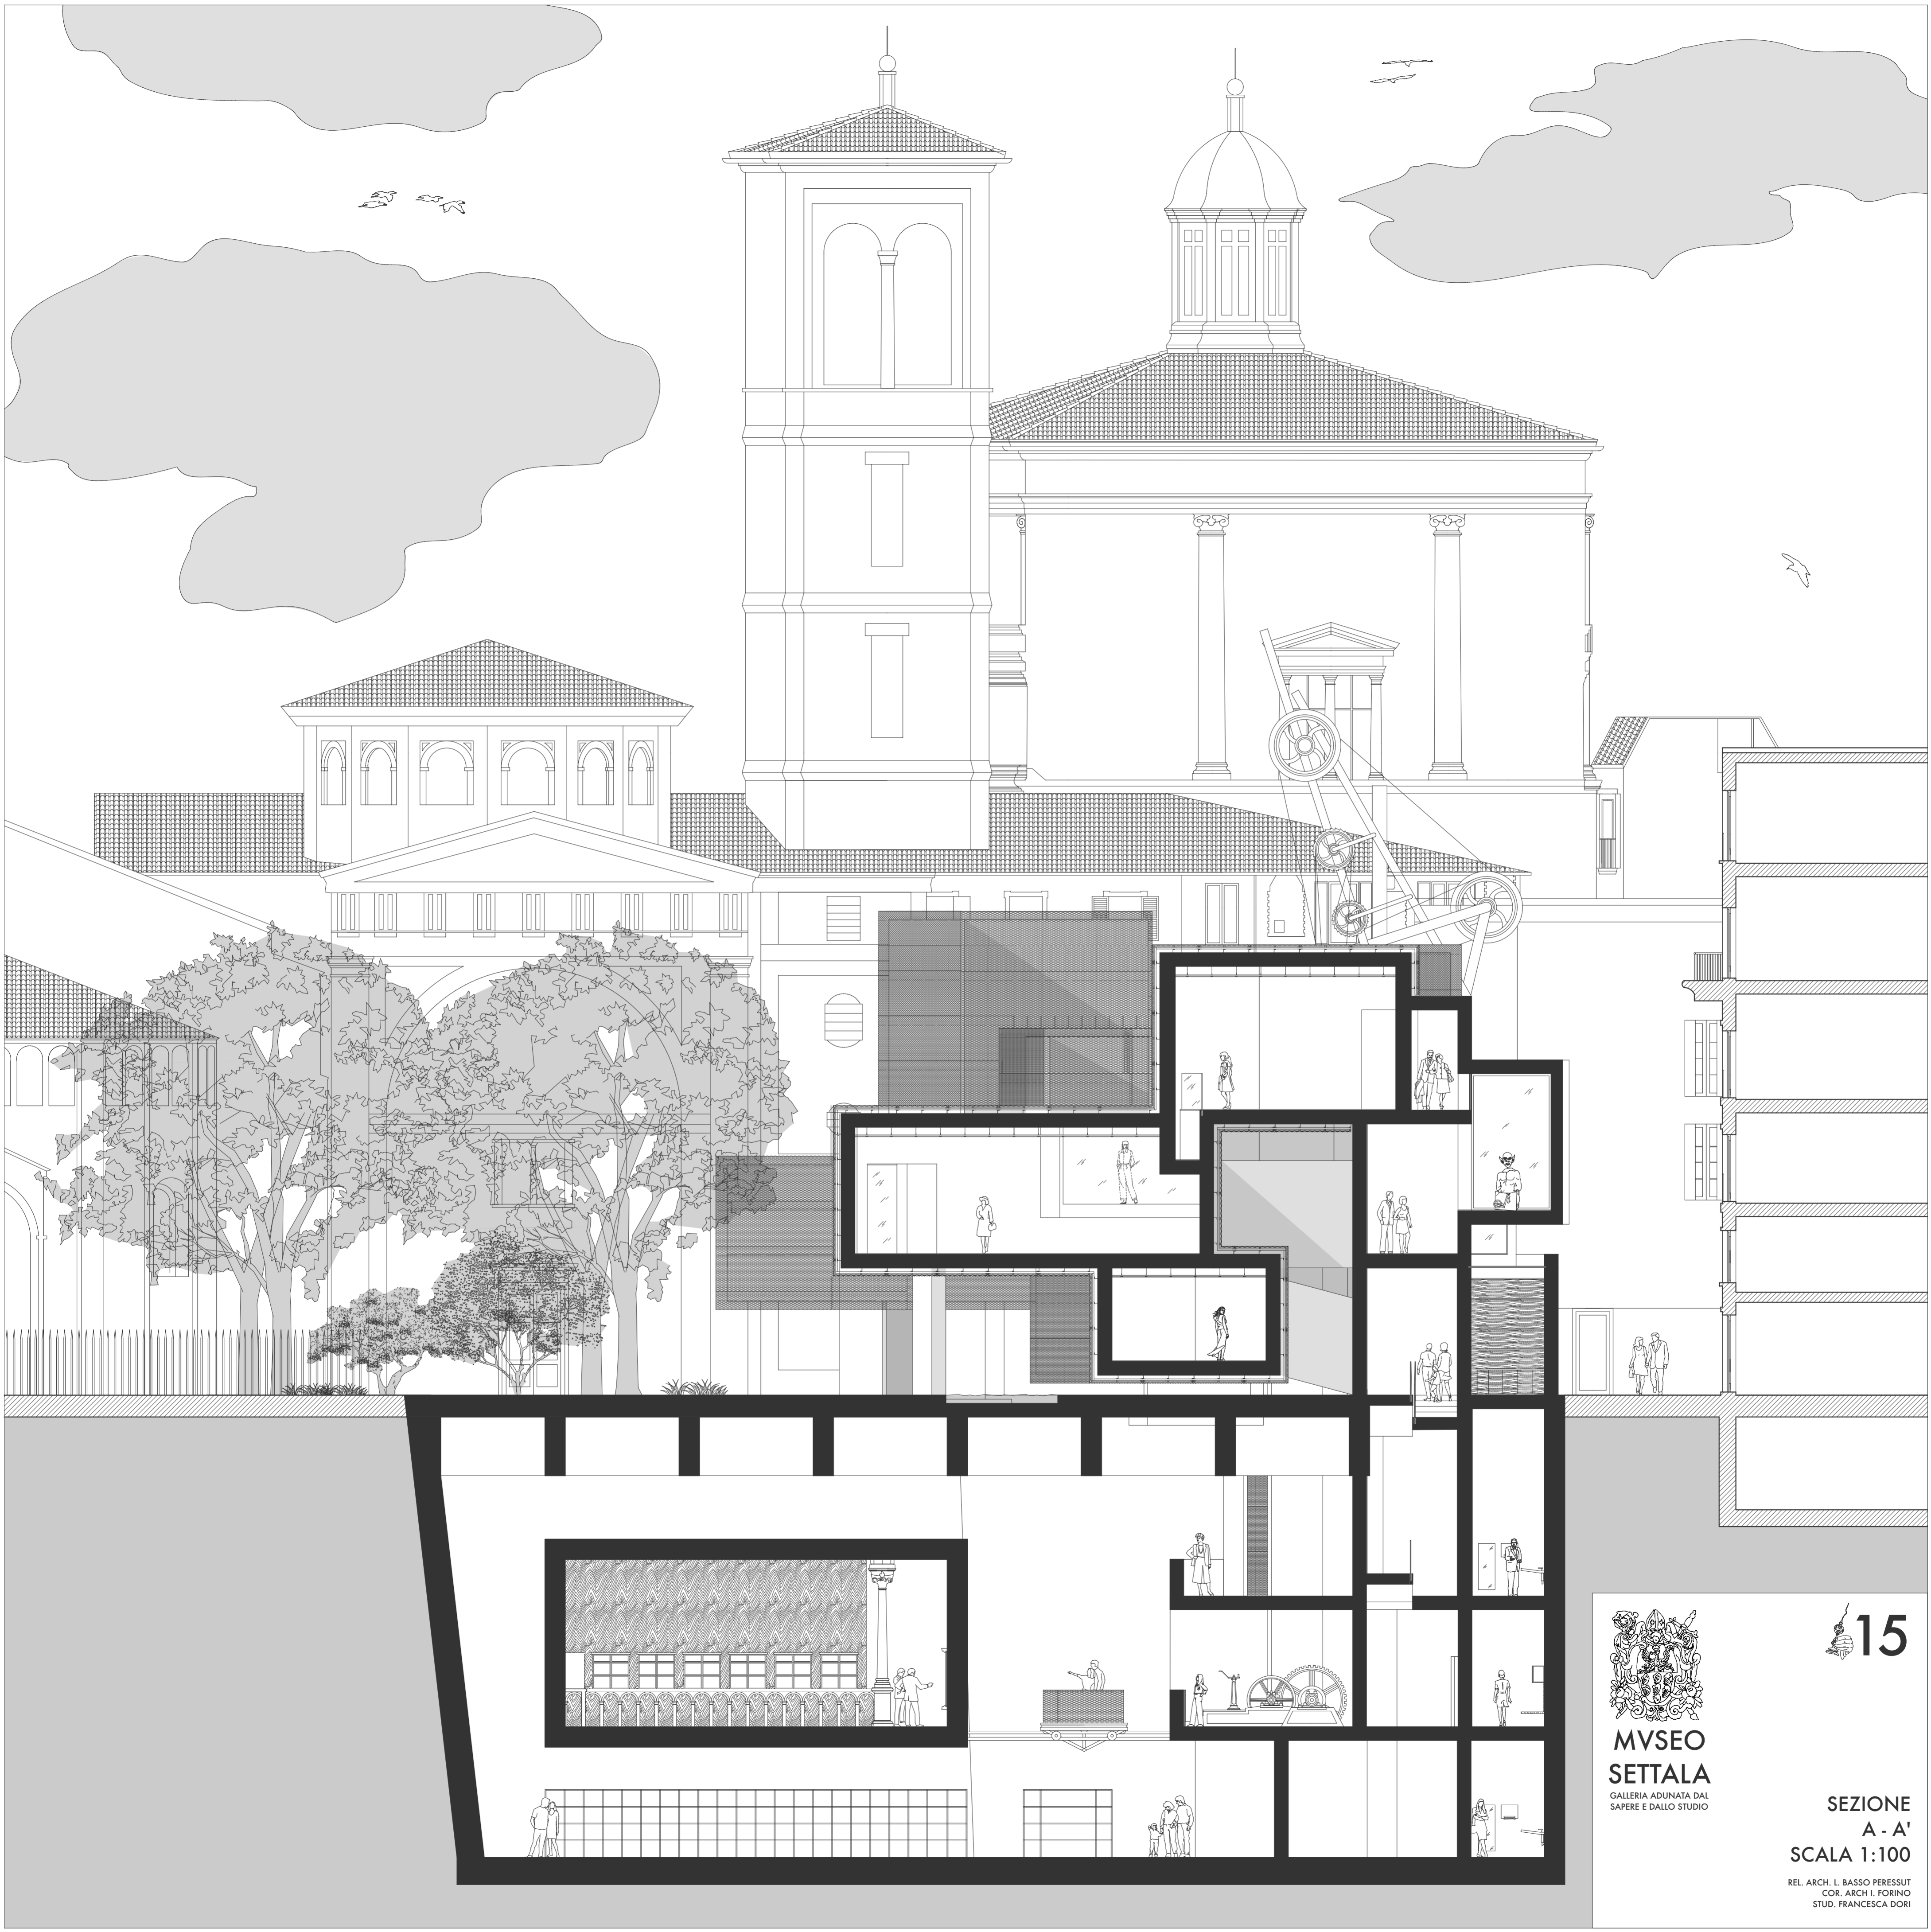 15
MVSEO
SETTALA
GALLERIA ADUNATA DAL
SAPERE E DALLO STUDIO
SEZIONE
A - A'
SCALA 1:100
REL. ARCH. L. BASSO PERESSUT
COR. ARCH I. FORINO
STUD. FRANCESCA DORI